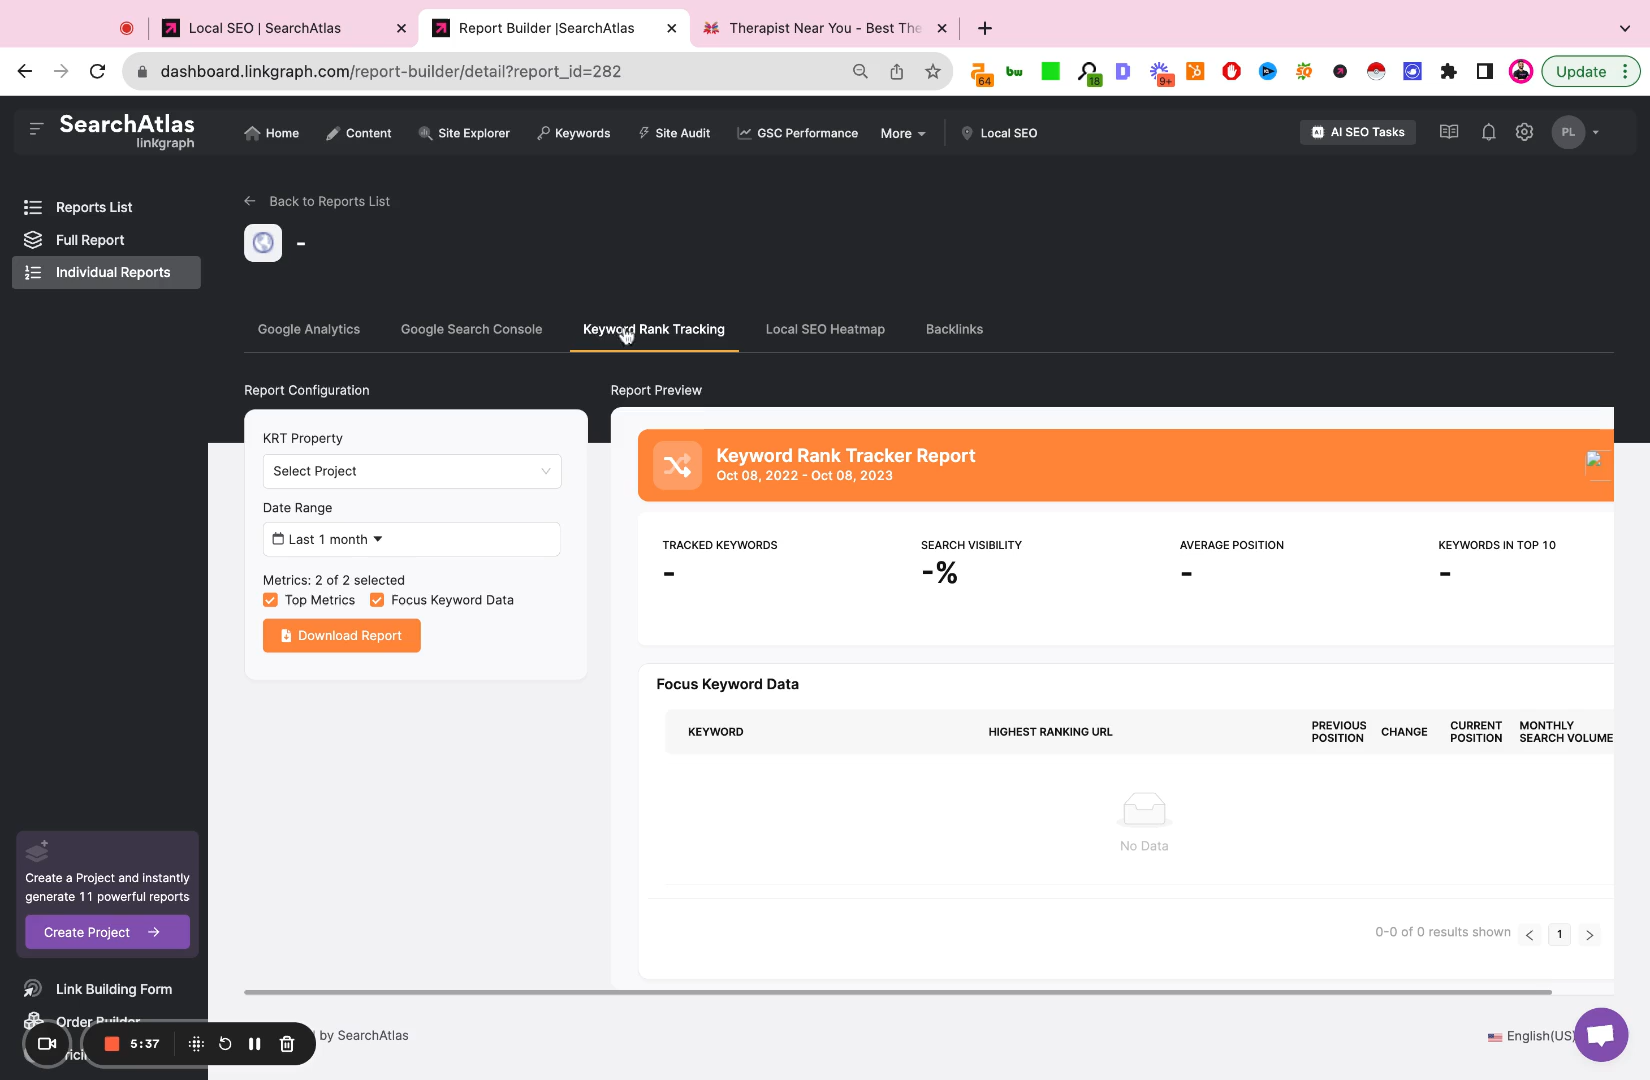 Local SEO | SearchAtlas
Report Builder |SearchAtlas
Therapist Near You - Best The
dashboard.linkgraph.com/report-builder/detail?report_id=282
64
bw
18
9+
Update
SearchAtlas
linkgraph
Home
Content
Site Explorer
Keywords
Site Audit
GSC Performance
More
Local SEO
AI SEO Tasks
PL
Reports List
Full Report
Individual Reports
Back to Reports List
-
Google Analytics
Google Search Console
Keyword Rank Tracking
Local SEO Heatmap
Backlinks
Report Configuration
Report Preview
KRT Property
Select Project
Date Range
Last 1 month
Metrics: 2 of 2 selected
Top Metrics
Focus Keyword Data
Download Report
Keyword Rank Tracker Report
Oct 08, 2022 - Oct 08, 2023
TRACKED KEYWORDS
SEARCH VISIBILITY
AVERAGE POSITION
KEYWORDS IN TOP 10
-
-%
-
-
Focus Keyword Data
KEYWORD
HIGHEST RANKING URL
PREVIOUS
POSITION
CHANGE
CURRENT
POSITION
MONTHLY
SEARCH VOLUME
No Data
0-0 of 0 results shown
1
Create a Project and instantly
generate 11 powerful reports
Create Project
Link Building Form
Order Builder
5:37
by SearchAtlas
English(US)